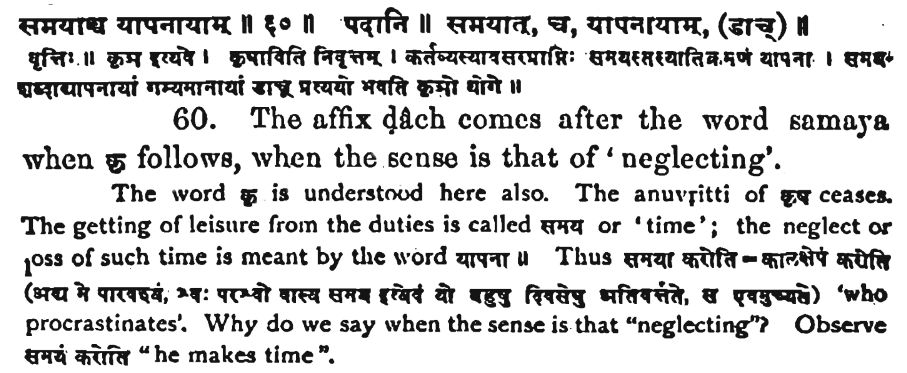 समयाच्च यापनायाम् ॥ ६० ॥ पदानि ॥ समयात्, च, यापनायाम्, (डाच्) ॥
वृत्तिः ॥ कृञ इत्येव । कृषाविति निवृत्तम् । कर्तव्यस्यावसरप्राप्तिः समयस्तस्यातिक्रमणं यापना । समय-
शब्दाद्यापनायां गम्यमानायां डाच् प्रत्ययो भवति कृञो योगे ॥
60. The affix ḍâch comes after the word samaya
when कृ follows, when the sense is that of ‘neglecting’.
The word कृ is understood here also. The anuvṛitti of कृष ceases.
The getting of leisure from the duties is called समय or ‘time’; the neglect or
loss of such time is meant by the word यापना ॥ Thus समया करोति = कालक्षेपं करोति
(अद्य मे पारवश्यं, श्वः परश्वो वास्य समय इत्येवं यो बहुषु दिवसेषु अतिवर्त्तते, स एवमुच्यते) ‘who
procrastinates’. Why do we say when the sense is that “neglecting”? Observe
समयं करोति “he makes time”.